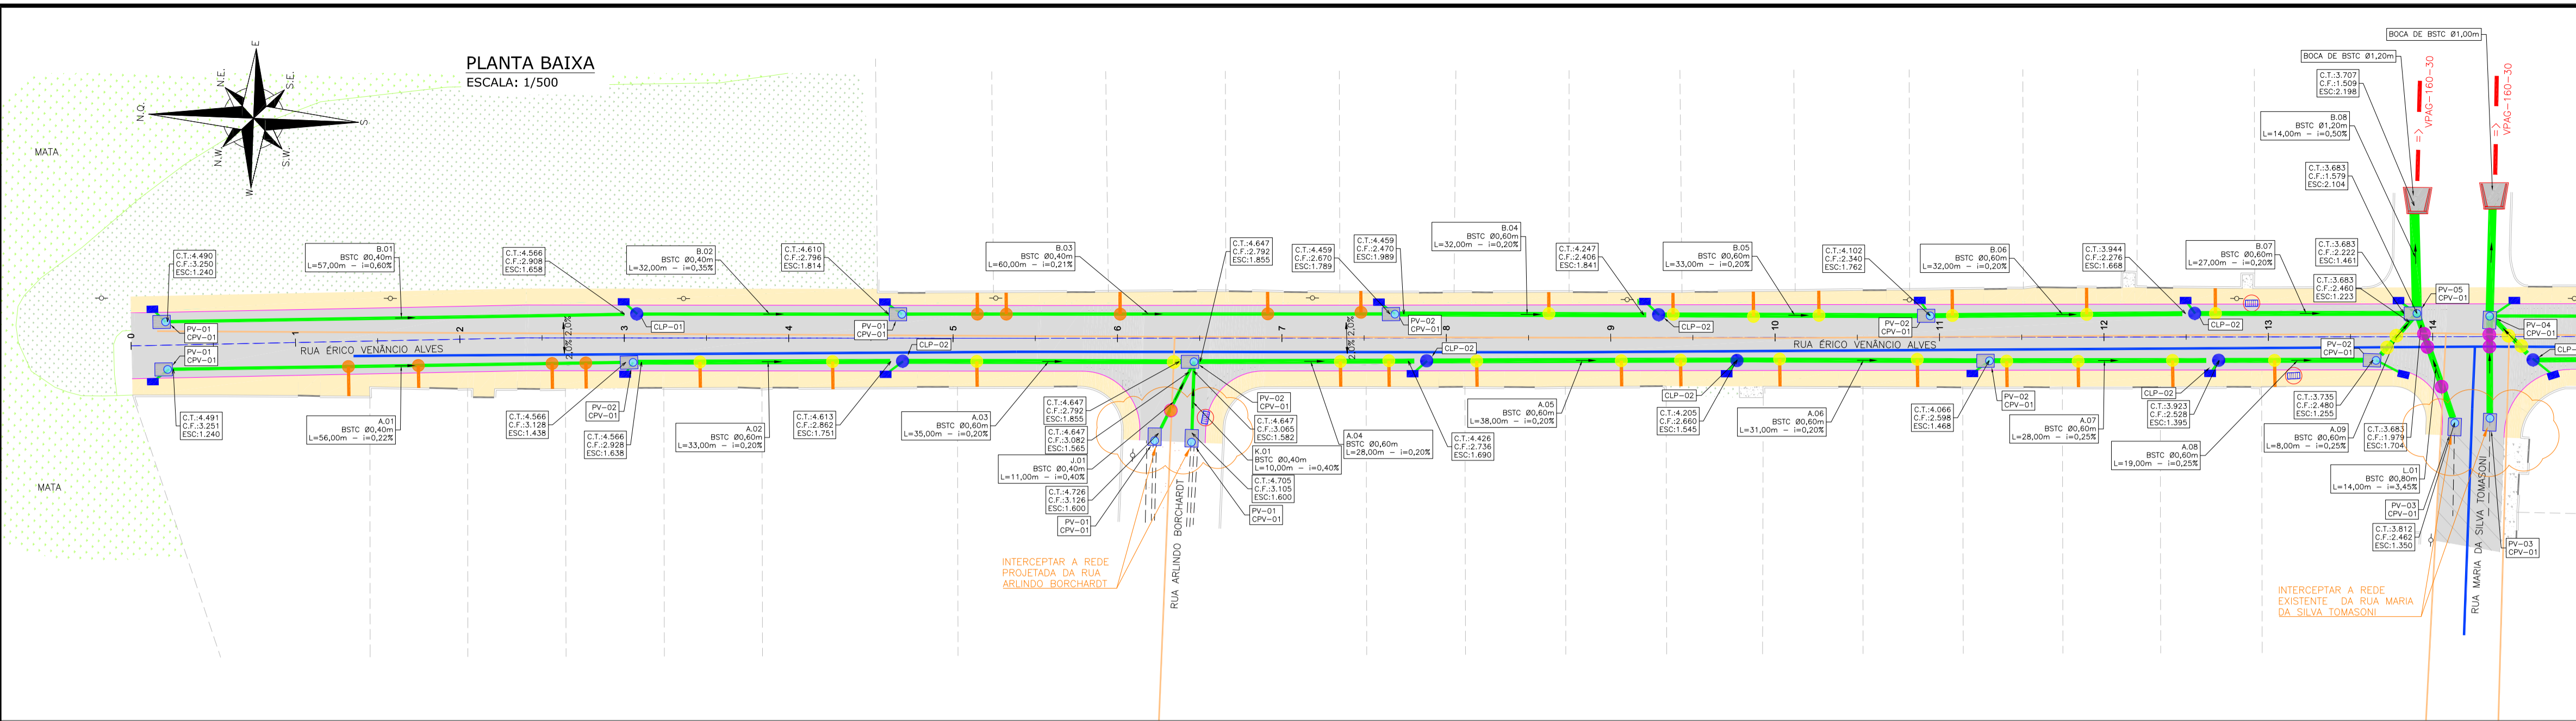 PLANTA BAIXA
ESCALA: 1/500
E
N.E.
S.E.
N.Q.
S
N.W.
S.W.
W
MATA
MATA
BOCA DE BSTC Ø1,00m
BOCA DE BSTC Ø1,20m
C.T.:3.707
C.F.:1.509
ESC:2.198
=> VPAG-160-30
=> VPAG-160-30
B.08
BSTC Ø1,20m
L=14,00m - i=0,50%
C.T.:3.683
C.F.:1.579
ESC:2.104
C.T.:4.490
C.F.:3.250
ESC:1.240
B.01
BSTC Ø0,40m
L=57,00m - i=0,60%
C.T.:4.566
C.F.:2.908
ESC:1.658
B.02
BSTC Ø0,40m
L=32,00m - i=0,35%
C.T.:4.610
C.F.:2.796
ESC:1.814
B.03
BSTC Ø0,40m
L=60,00m - i=0,21%
C.T.:4.647
C.F.:2.792
ESC:1.855
C.T.:4.459
C.F.:2.670
ESC:1.789
C.T.:4.459
C.F.:2.470
ESC:1.989
B.04
BSTC Ø0,60m
L=32,00m - i=0,20%
C.T.:4.247
C.F.:2.406
ESC:1.841
B.05
BSTC Ø0,60m
L=33,00m - i=0,20%
C.T.:4.102
C.F.:2.340
ESC:1.762
B.06
BSTC Ø0,60m
L=32,00m - i=0,20%
C.T.:3.944
C.F.:2.276
ESC:1.668
B.07
BSTC Ø0,60m
L=27,00m - i=0,20%
C.T.:3.683
C.F.:2.222
ESC:1.461
C.T.:3.683
C.F.:2.460
ESC:1.223
PV-05
CPV-01
PV-01
CPV-01
CLP-01
PV-01
CPV-01
PV-02
CPV-01
CLP-02
PV-02
CPV-01
CLP-02
PV-04
CPV-01
0
1
2
3
4
5
6
7
8
9
10
11
12
13
14
2,0%
2,0%
2,0%
2,0%
RUA ÉRICO VENÂNCIO ALVES
RUA ÉRICO VENÂNCIO ALVES
PV-01
CPV-01
CLP-02
CLP-02
PV-02
CPV-01
CLP-
C.T.:4.491
C.F.:3.251
ESC:1.240
A.01
BSTC Ø0,40m
L=56,00m - i=0,22%
C.T.:4.566
C.F.:3.128
ESC:1.438
PV-02
CPV-01
C.T.:4.566
C.F.:2.928
ESC:1.638
A.02
BSTC Ø0,60m
L=33,00m - i=0,20%
C.T.:4.613
C.F.:2.862
ESC:1.751
A.03
BSTC Ø0,60m
L=35,00m - i=0,20%
C.T.:4.647
C.F.:2.792
ESC:1.855
C.T.:4.647
C.F.:3.082
ESC:1.565
J.01
BSTC Ø0,40m
L=11,00m - i=0,40%
C.T.:4.726
C.F.:3.126
ESC:1.600
PV-01
CPV-01
PV-02
CPV-01
C.T.:4.647
C.F.:3.065
ESC:1.582
K.01
BSTC Ø0,40m
L=10,00m - i=0,40%
C.T.:4.705
C.F.:3.105
ESC:1.600
PV-01
CPV-01
A.04
BSTC Ø0,60m
L=28,00m - i=0,20%
C.T.:4.426
C.F.:2.736
ESC:1.690
A.05
BSTC Ø0,60m
L=38,00m - i=0,20%
CLP-02
C.T.:4.205
C.F.:2.660
ESC:1.545
A.06
BSTC Ø0,60m
L=31,00m - i=0,20%
C.T.:4.066
C.F.:2.598
ESC:1.468
PV-02
CPV-01
A.07
BSTC Ø0,60m
L=28,00m - i=0,25%
CLP-02
C.T.:3.923
C.F.:2.528
ESC:1.395
A.08
BSTC Ø0,60m
L=19,00m - i=0,25%
C.T.:3.735
C.F.:2.480
ESC:1.255
A.09
BSTC Ø0,60m
L=8,00m - i=0,25%
C.T.:3.683
C.F.:1.979
ESC:1.704
L.01
BSTC Ø0,80m
L=14,00m - i=3,45%
PV-03
CPV-01
C.T.:3.812
C.F.:2.462
ESC:1.350
PV-03
CPV-01
INTERCEPTAR A REDE
PROJETADA DA RUA
ARLINDO BORCHARDT
RUA ARLINDO BORCHARDT
INTERCEPTAR A REDE
EXISTENTE DA RUA MARIA
DA SILVA TOMASONI
RUA MARIA DA SILVA TOMASONI